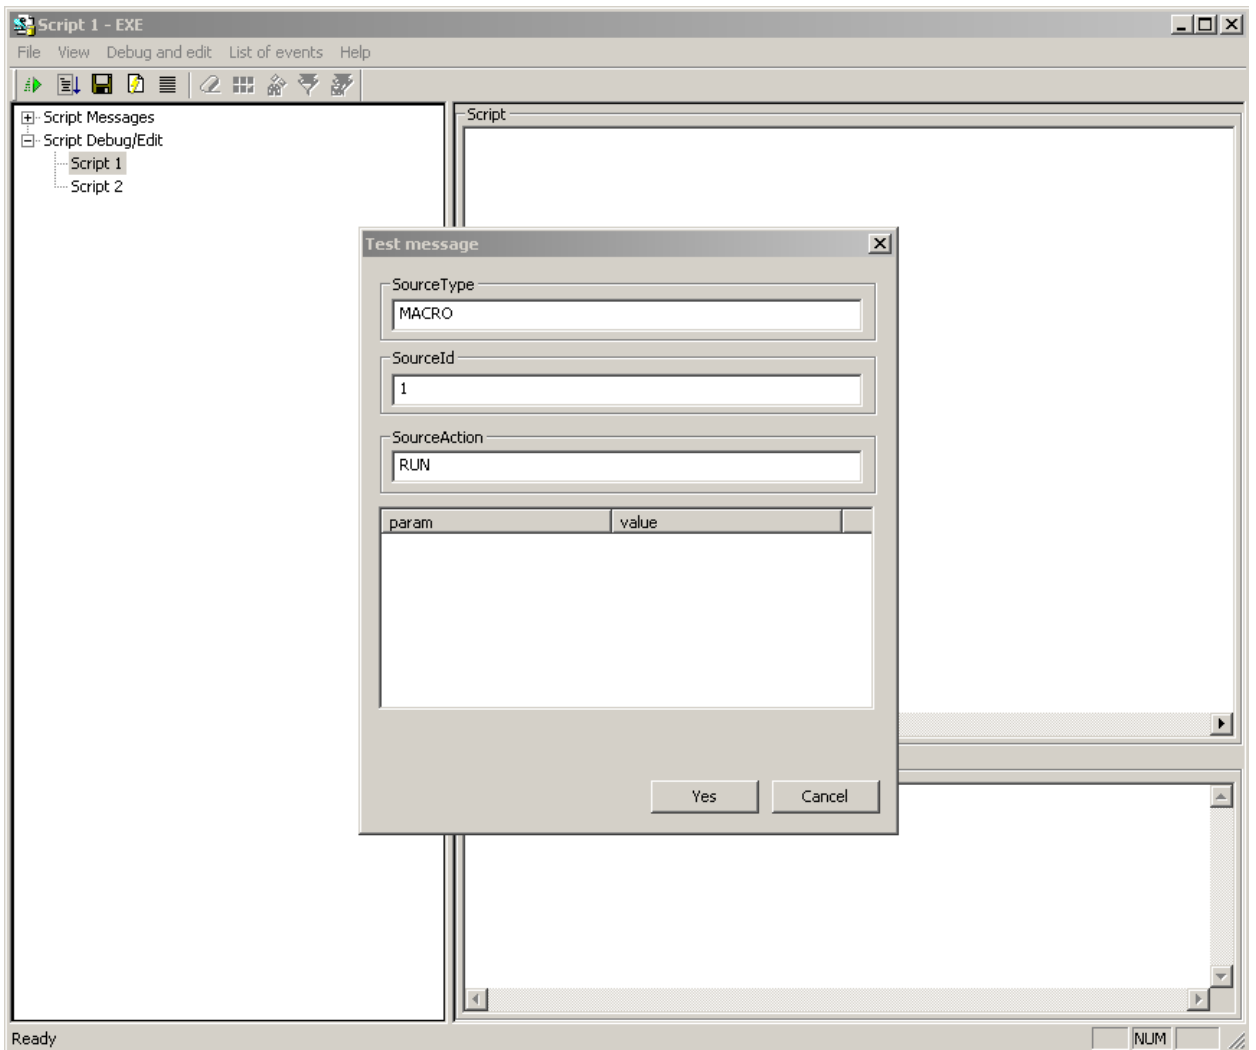 Script 1 - EXE
File View Debug and edit List of events Help
Script Messages
Script Debug/Edit
Script 1
Script 2
Script
Test message
SourceType
MACRO
SourceId
1
SourceAction
RUN
param value
Yes Cancel
Ready NUM